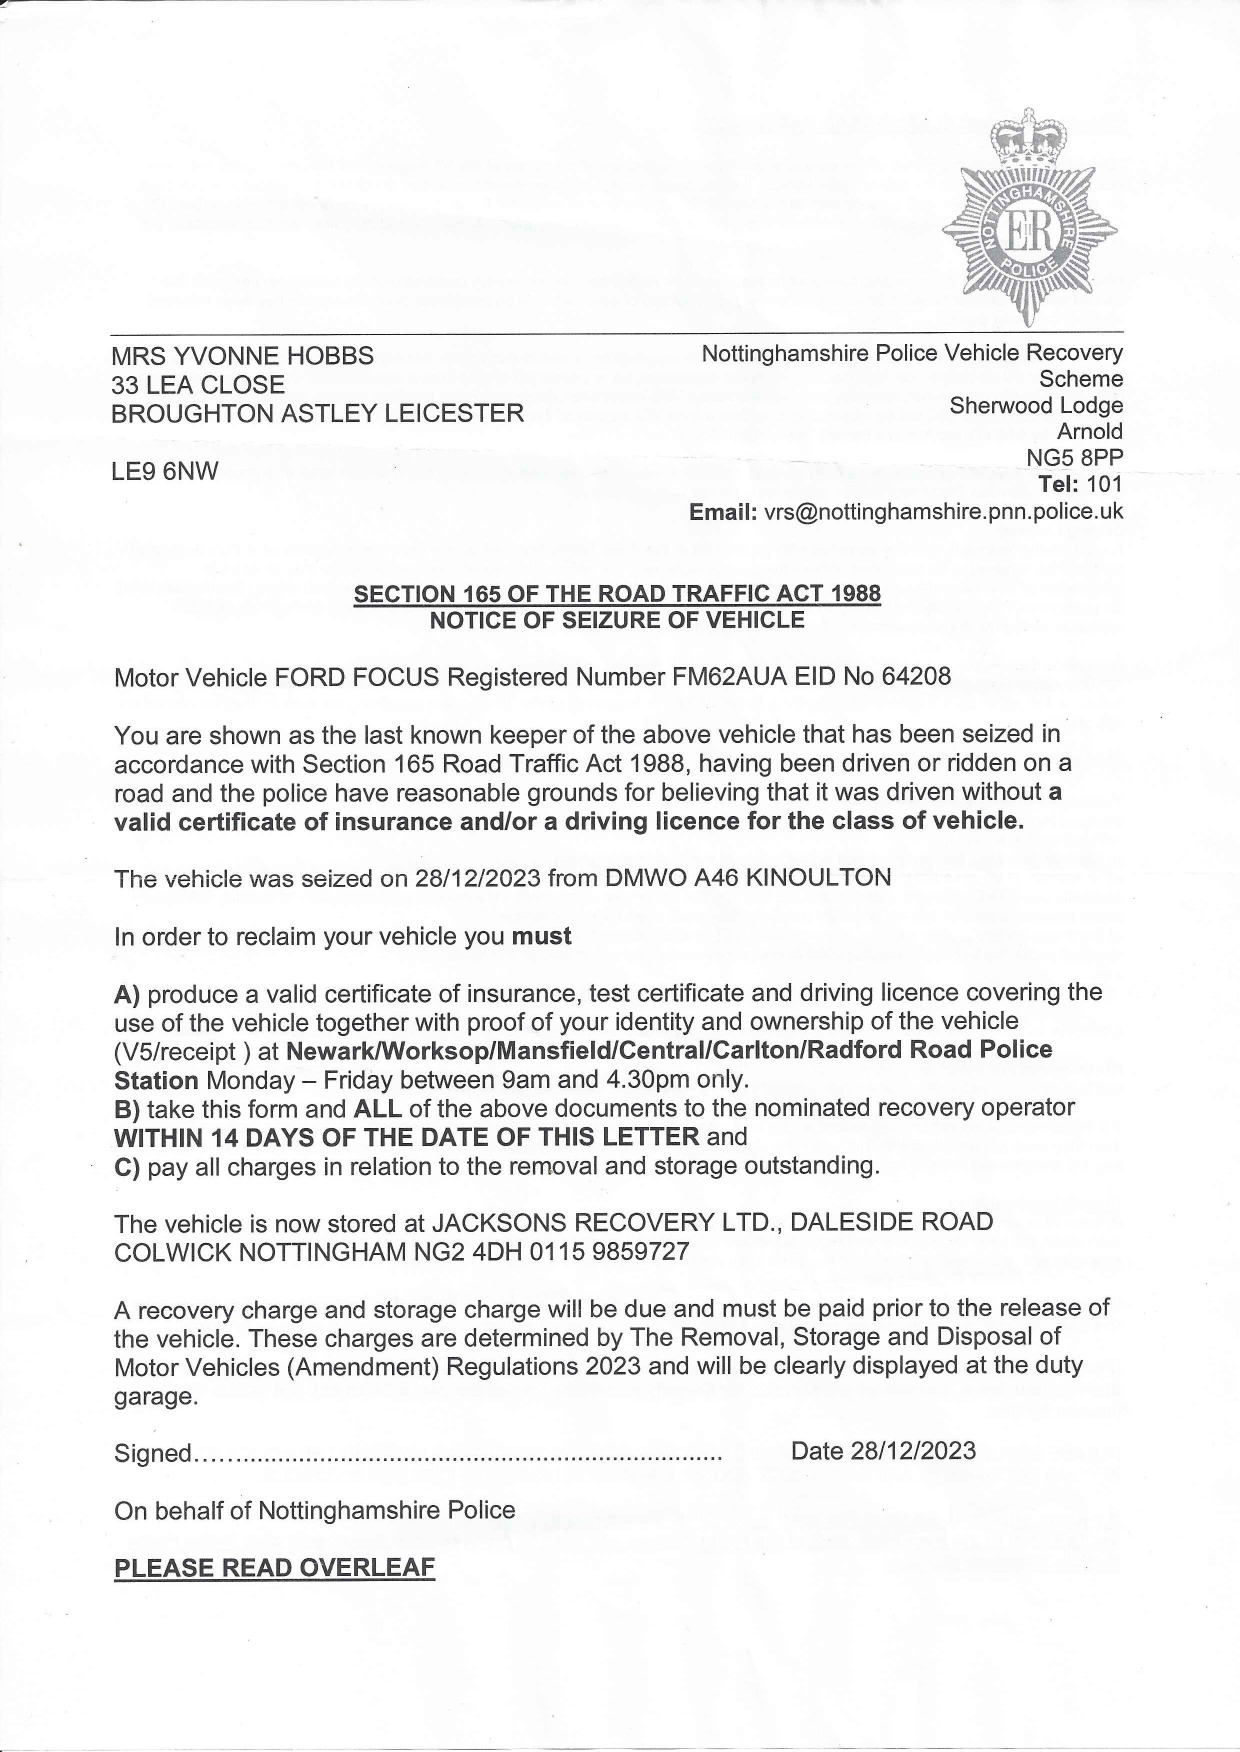 NOTTINGHAMSHIRE
EIIR
POLICE
MRS YVONNE HOBBS
33 LEA CLOSE
BROUGHTON ASTLEY LEICESTER
LE9 6NW
Nottinghamshire Police Vehicle Recovery
Scheme
Sherwood Lodge
Arnold
NG5 8PP
Tel: 101
Email: vrs@nottinghamshire.pnn.police.uk
SECTION 165 OF THE ROAD TRAFFIC ACT 1988
NOTICE OF SEIZURE OF VEHICLE
Motor Vehicle FORD FOCUS Registered Number FM62AUA EID No 64208
You are shown as the last known keeper of the above vehicle that has been seized in
accordance with Section 165 Road Traffic Act 1988, having been driven or ridden on a
road and the police have reasonable grounds for believing that it was driven without a
valid certificate of insurance and/or a driving licence for the class of vehicle.
The vehicle was seized on 28/12/2023 from DMWO A46 KINOULTON
In order to reclaim your vehicle you must
A) produce a valid certificate of insurance, test certificate and driving licence covering the
use of the vehicle together with proof of your identity and ownership of the vehicle
(V5/receipt ) at Newark/Worksop/Mansfield/Central/Carlton/Radford Road Police
Station Monday – Friday between 9am and 4.30pm only.
B) take this form and ALL of the above documents to the nominated recovery operator
WITHIN 14 DAYS OF THE DATE OF THIS LETTER and
C) pay all charges in relation to the removal and storage outstanding.
The vehicle is now stored at JACKSONS RECOVERY LTD., DALESIDE ROAD
COLWICK NOTTINGHAM NG2 4DH 0115 9859727
A recovery charge and storage charge will be due and must be paid prior to the release of
the vehicle. These charges are determined by The Removal, Storage and Disposal of
Motor Vehicles (Amendment) Regulations 2023 and will be clearly displayed at the duty
garage.
Signed........................................................................... Date 28/12/2023
On behalf of Nottinghamshire Police
PLEASE READ OVERLEAF